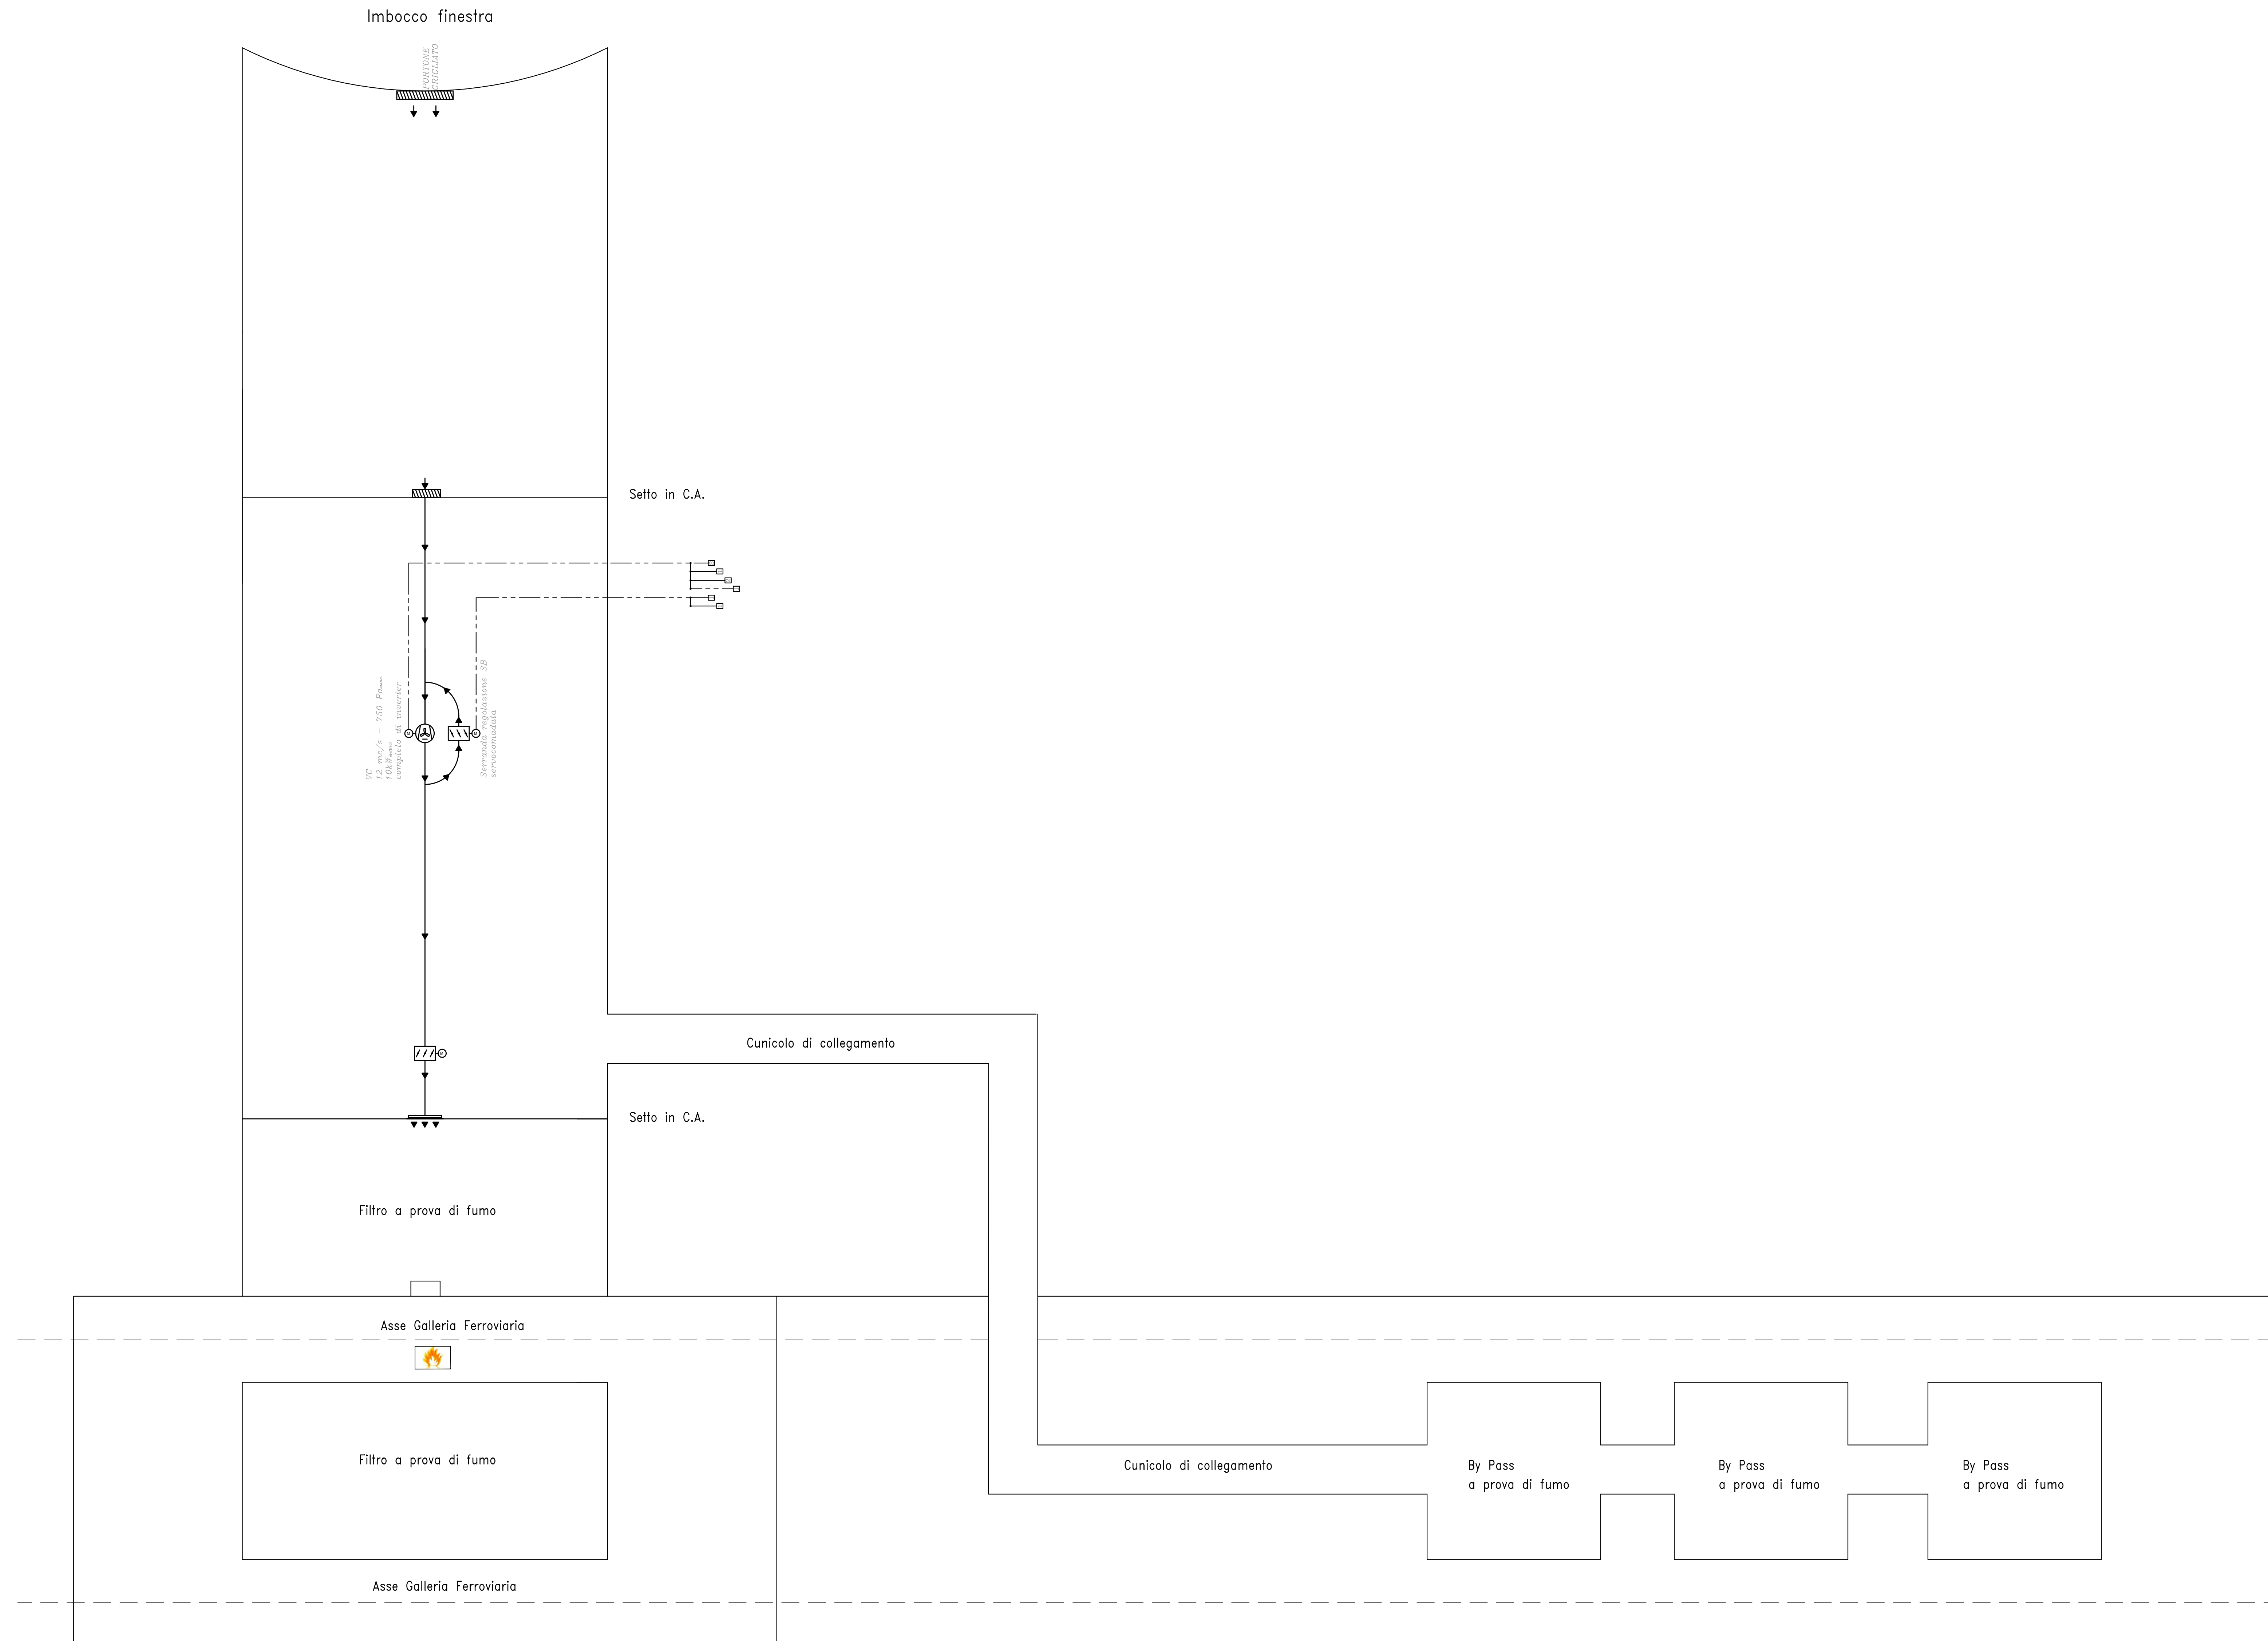 Imbocco finestra
PORTONE
GRIGLIATO
Setto in C.A.
VC
12 mc/s - 750 Pa
10kW
completo di inverter
Serranda regolazione SB
servocomadata
Cunicolo di collegamento
Setto in C.A.
Filtro a prova di fumo
Asse Galleria Ferroviaria
Filtro a prova di fumo
Cunicolo di collegamento
By Pass
a prova di fumo
By Pass
a prova di fumo
By Pass
a prova di fumo
Asse Galleria Ferroviaria